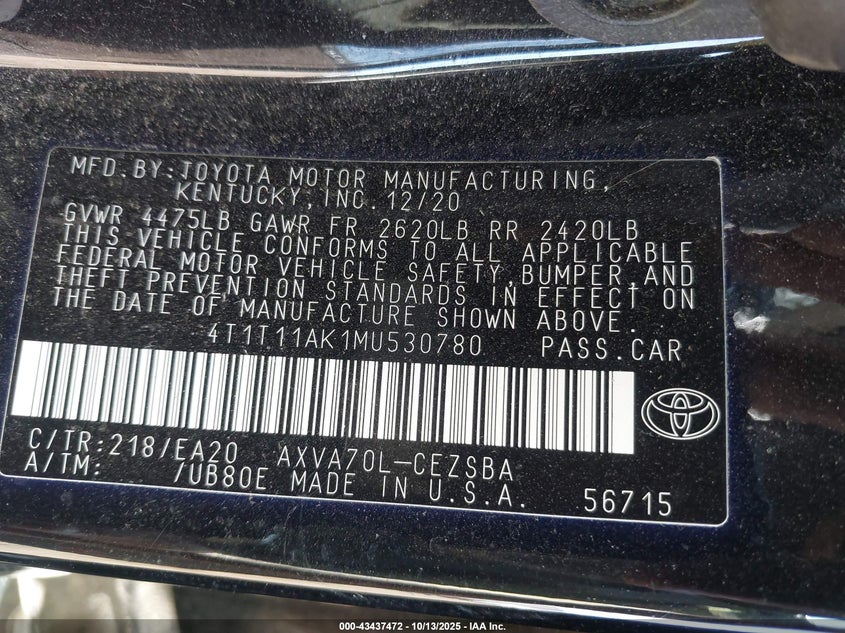 MFD.BY:TOYOTA MOTOR MANUFACTURING,
KENTUCKY,INC.12/20
GVWR 4475LB GAWR FR 2620LB RR 2420LB
THIS VEHICLE CONFORMS TO ALL APPLICABLE
FEDERAL MOTOR VEHICLE SAFETY,BUMPER,AND
THEFT PREVENTION STANDARDS IN EFFECT ON
THE DATE OF MANUFACTURE SHOWN ABOVE.
4T1T11AK1MU530780 PASS.CAR
C/TR:218/EA20 AXVA70L-CEZSBA
A/TM: /UB80E MADE IN U.S.A. 56715
000-43437472 - 10/13/2025 - IAA Inc.